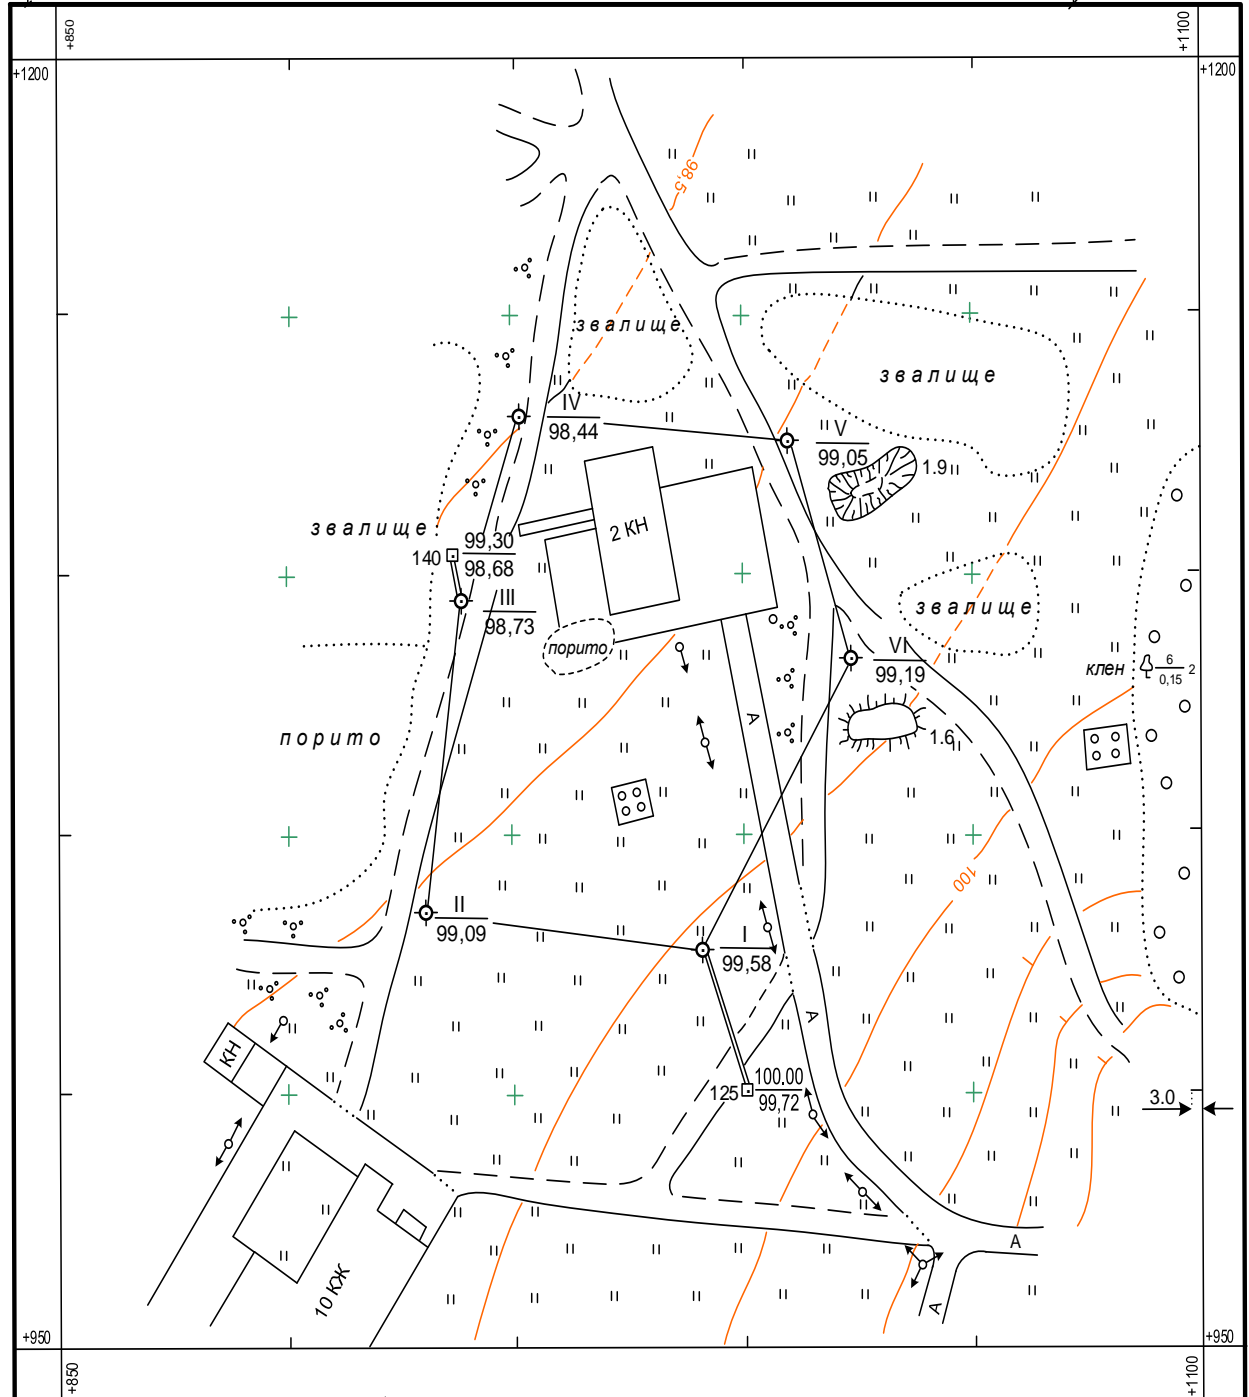 +850
+1100
+1200
+1200
98,5
звалище
звалище
IV
98,44
V
99,05
1.9
2 КН
звалище
99,30
140
98,68
III
98,73
звалище
порито
VI
99,19
клен
6
0,15
2
А
порито
1.6
100
II
99,09
I
99,58
А
КН
100.00
125
99,72
3.0
10 КЖ
А
А
+950
+950
+850
+1100